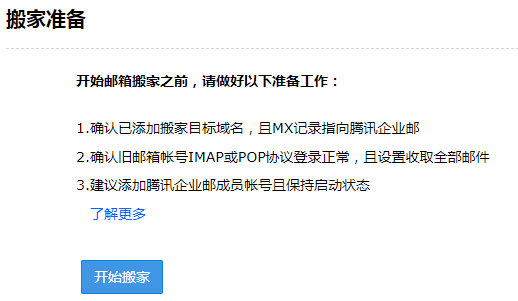 搬家准备
开始邮箱搬家之前，请做好以下准备工作：
1.确认已添加搬家目标域名，且MX记录指向腾讯企业邮
2.确认旧邮箱帐号IMAP或POP协议登录正常，且设置收取全部邮件
3.建议添加腾讯企业邮成员帐号且保持启动状态
了解更多
开始搬家